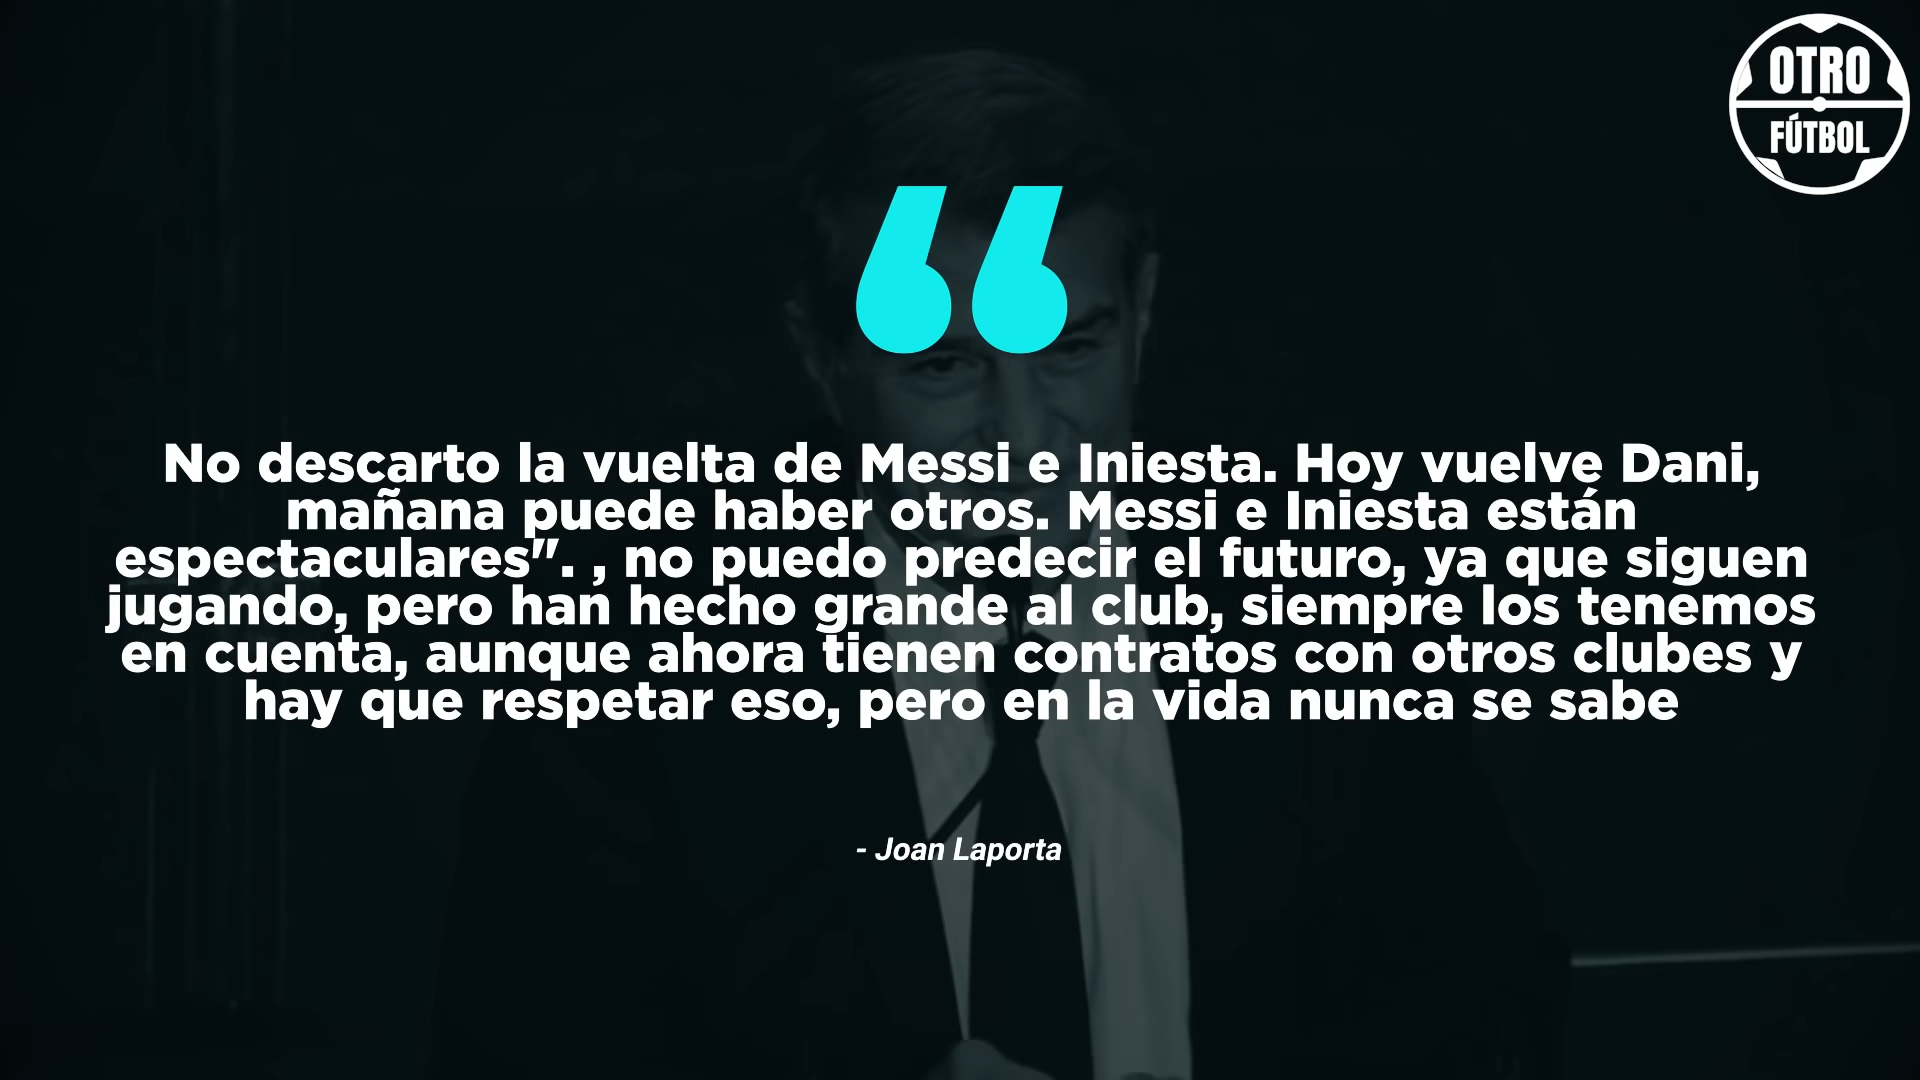 OTRO
FÚTBOL
“
No descarto la vuelta de Messi e Iniesta. Hoy vuelve Dani,
mañana puede haber otros. Messi e Iniesta están
espectaculares". , no puedo predecir el futuro, ya que siguen
jugando, pero han hecho grande al club, siempre los tenemos
en cuenta, aunque ahora tienen contratos con otros clubes y
hay que respetar eso, pero en la vida nunca se sabe
- Joan Laporta